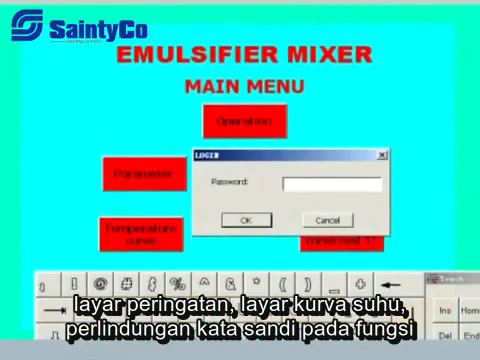 SaintyCo
EMULSIFIER MIXER
MAIN MENU
Operation
LOGIN
Parameter
Password:
OK
Cancel
Temperature
curve
layar peringatan, layar kurva suhu,
perlindungan kata sandi pada fungsi
Ins